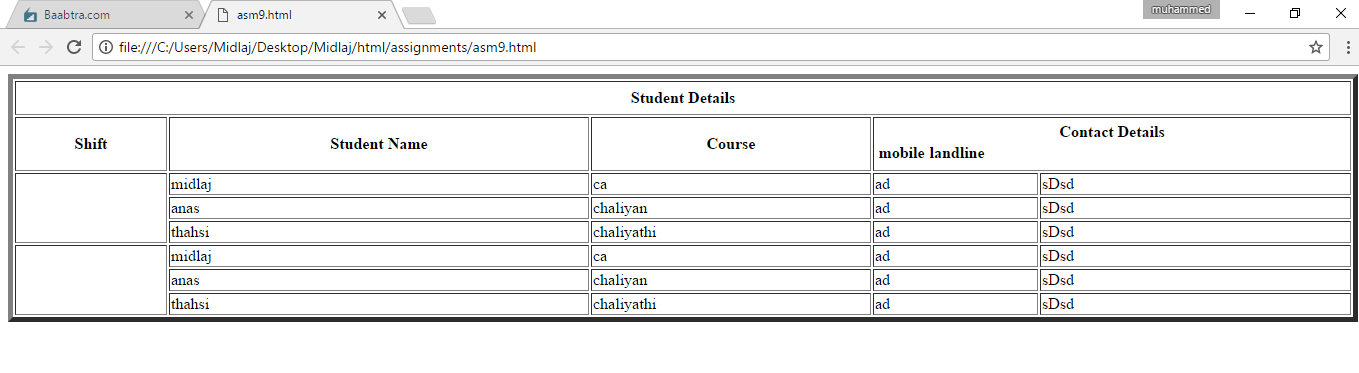 muhammed
Baabtra.com asm9.html
file:///C:/Users/Midlaj/Desktop/Midlaj/html/assignments/asm9.html
Student Details
Shift Student Name Course Contact Details
mobile landline
midlaj ca ad sDsd
anas chaliyan ad sDsd
thahsi chaliyathi ad sDsd
midlaj ca ad sDsd
anas chaliyan ad sDsd
thahsi chaliyathi ad sDsd